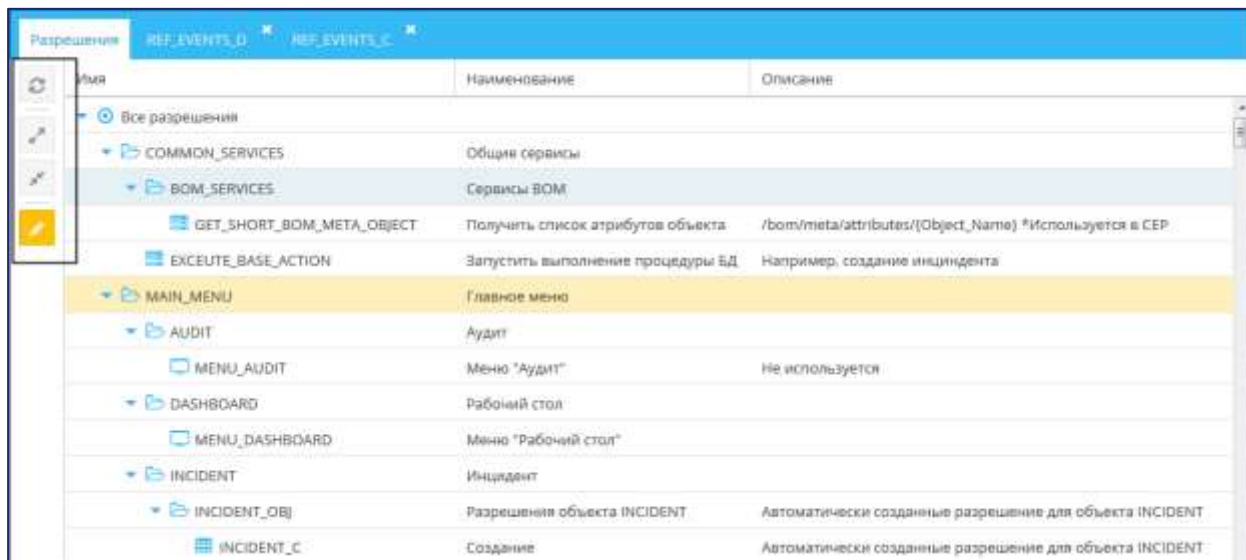 Разрешения REF_EVENTS_D REF_EVENTS_C
Имя Наименование Описание
Все разрешения
COMMON_SERVICES Общие сервисы
BOM_SERVICES Сервисы BOM
GET_SHORT_BOM_META_OBJECT Получить список атрибутов объекта /bom/meta/attributes/{Object_Name} *Используется в CEP
EXCEUTE_BASE_ACTION Запустить выполнение процедуры БД Например, создание инциндента
MAIN_MENU Главное меню
AUDIT Аудит
MENU_AUDIT Меню "Аудит" Не используется
DASHBOARD Рабочий стол
MENU_DASHBOARD Меню "Рабочий стол"
INCIDENT Инцидент
INCIDENT_OBJ Разрешения объекта INCIDENT Автоматически созданные разрешение для объекта INCIDENT
INCIDENT_C Создание Автоматически созданные разрешение для объекта INCIDENT